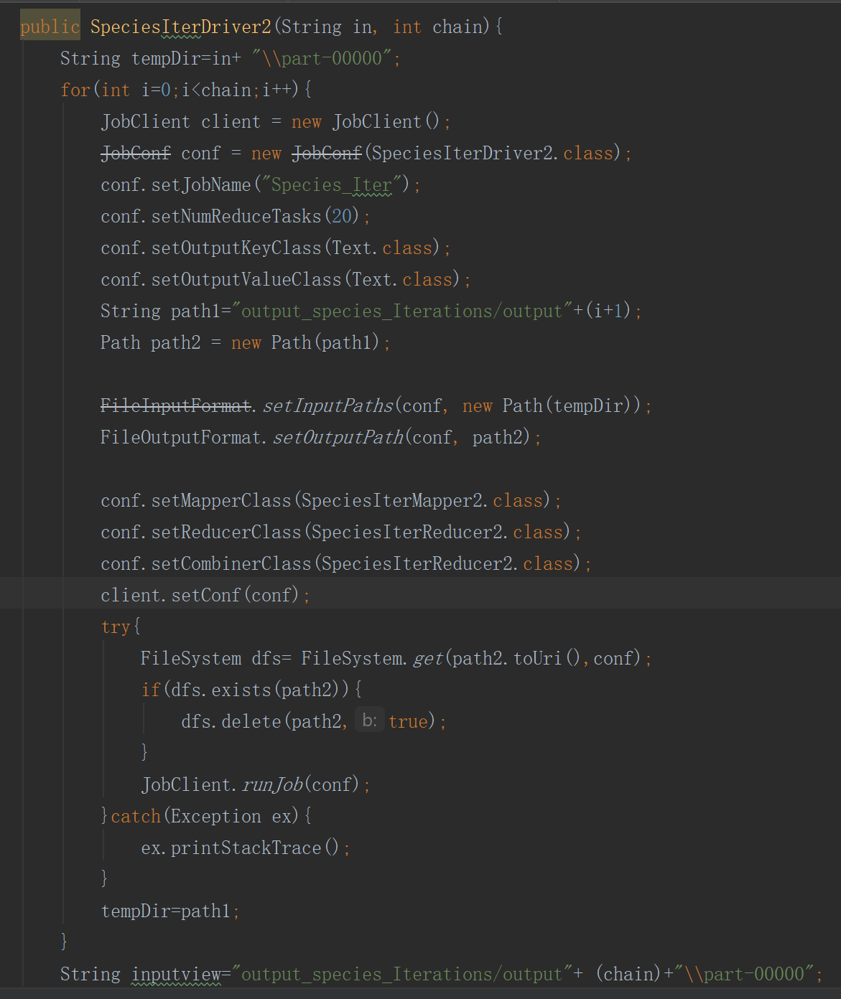 public SpeciesIterDriver2(String in, int chain){
String tempDir=in+ "\\part-00000";
for(int i=0;i<chain;i++){
JobClient client = new JobClient();
JobConf conf = new JobConf(SpeciesIterDriver2.class);
conf.setJobName("Species_Iter");
conf.setNumReduceTasks(20);
conf.setOutputKeyClass(Text.class);
conf.setOutputValueClass(Text.class);
String path1="output_species_Iterations/output"+(i+1);
Path path2 = new Path(path1);
FileInputFormat.setInputPaths(conf, new Path(tempDir));
FileOutputFormat.setOutputPath(conf, path2);
conf.setMapperClass(SpeciesIterMapper2.class);
conf.setReducerClass(SpeciesIterReducer2.class);
conf.setCombinerClass(SpeciesIterReducer2.class);
client.setConf(conf);
try{
FileSystem dfs= FileSystem.get(path2.toUri(),conf);
if(dfs.exists(path2)){
dfs.delete(path2, b: true);
}
JobClient.runJob(conf);
}catch(Exception ex){
ex.printStackTrace();
}
tempDir=path1;
}
String inputview="output_species_Iterations/output"+ (chain)+"\\part-00000";